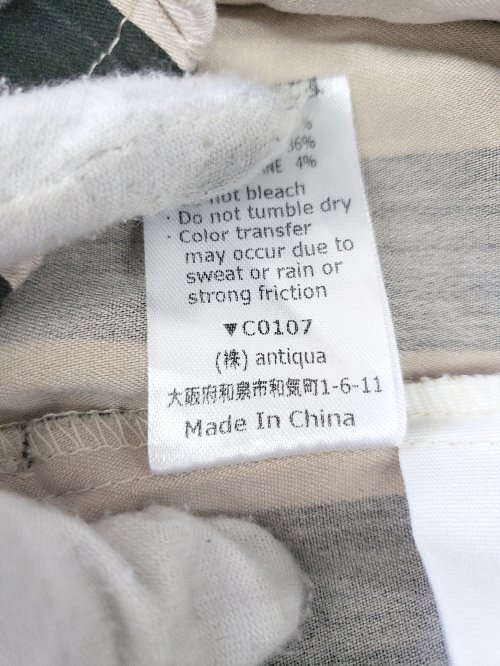 %
36%
NE 4%
not bleach
· Do not tumble dry
· Color transfer
may occur due to
sweat or rain or
strong friction
▼C0107
(株) antiqua
大阪府和泉市和気町1-6-11
Made In China